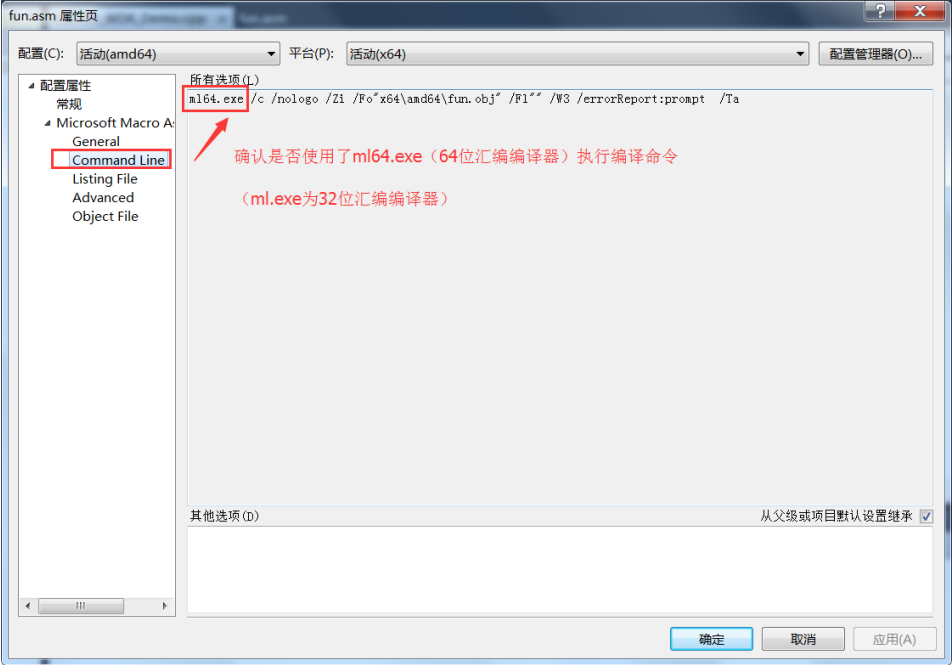 fun.asm 属性页
fun.asm
配置(C):
活动(amd64)
平台(P):
活动(x64)
配置管理器(O)...
配置属性
常规
Microsoft Macro As
General
Command Line
Listing File
Advanced
Object File
所有选项(L)
ml64.exe /c /nologo /Zi /Fo"x64\amd64\fun.obj" /Fl"" /W3 /errorReport:prompt /Ta
确认是否使用了ml64.exe（64位汇编编译器）执行编译命令
（ml.exe为32位汇编编译器）
其他选项(D)
从父级或项目默认设置继承
确定
取消
应用(A)